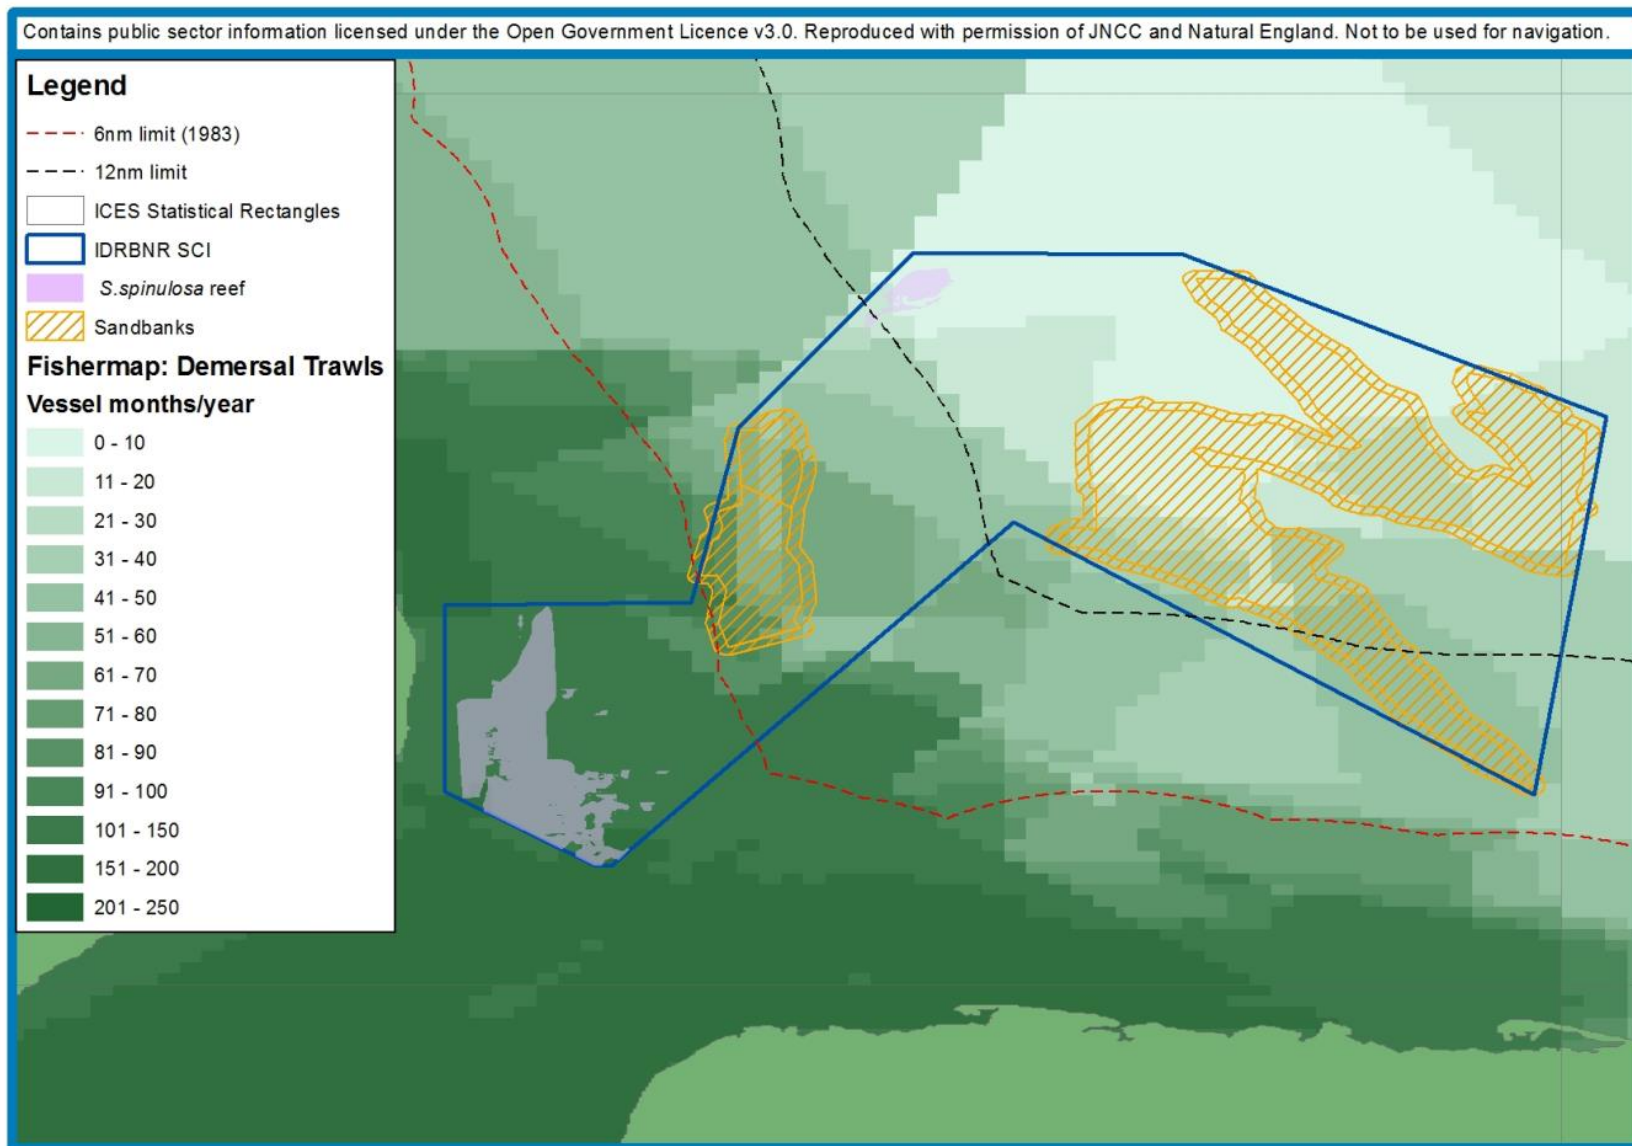 Contains public sector information licensed under the Open Government Licence v3.0. Reproduced with permission of JNCC and Natural England. Not to be used for navigation.
Legend
6nm limit (1983)
12nm limit
ICES Statistical Rectangles
IDRBNR SCI
S.spinulosa reef
Sandbanks
Fishermap: Demersal Trawls
Vessel months/year
0 - 10
11 - 20
21 - 30
31 - 40
41 - 50
51 - 60
61 - 70
71 - 80
81 - 90
91 - 100
101 - 150
151 - 200
201 - 250